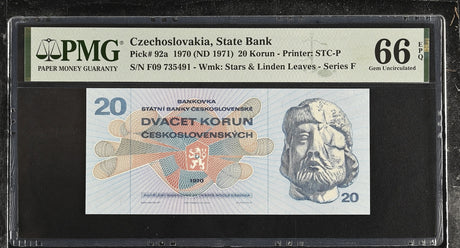 PMG
PAPER MONEY GUARANTY
Czechoslovakia, State Bank
Pick# 92a 1970 (ND 1971) 20 Korun - Printer: STC-P
S/N F09 735491 - Wmk: Stars & Linden Leaves - Series F
66 EPQ
Gem Uncirculated
20
BANKOVKA
STÁTNÍ BANKY ČESKOSLOVENSKÉ
DVACET KORUN
ČESKOSLOVENSKÝCH
1970
20